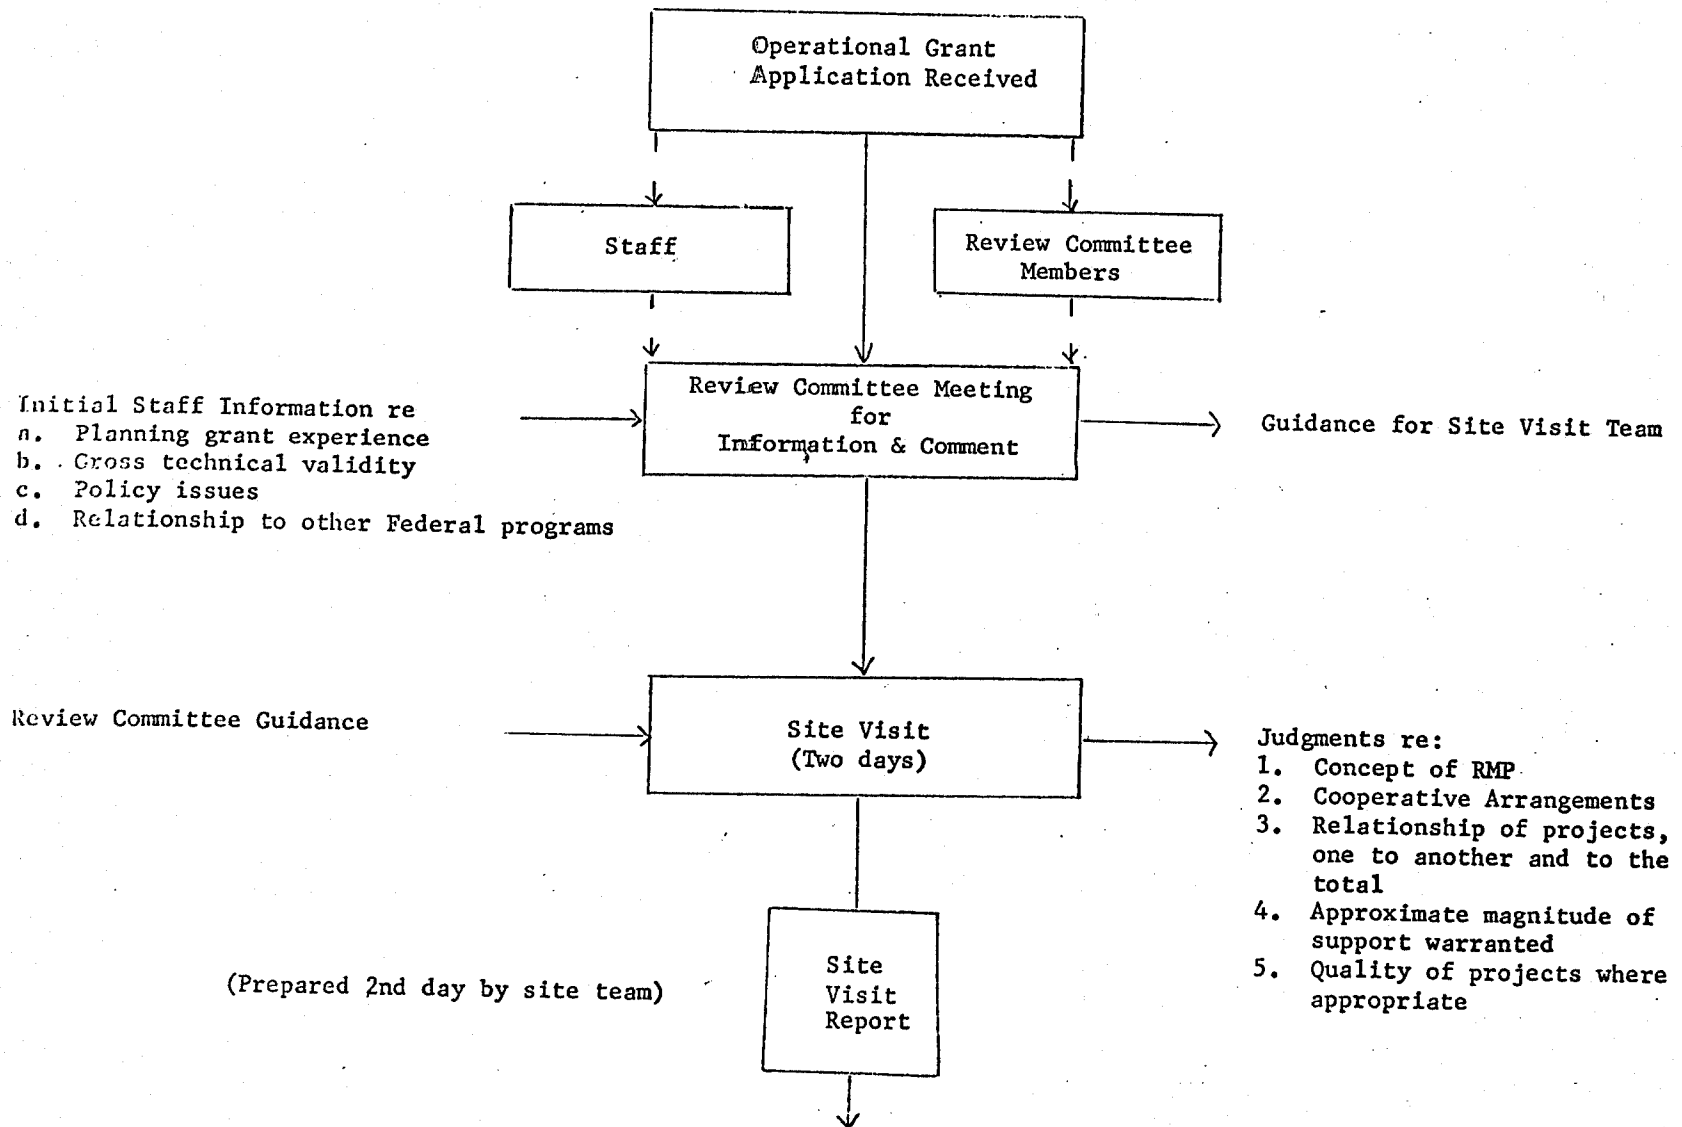 Operational Grant
Application Received
Staff
Review Committee
Members
Initial Staff Information re
a. Planning grant experience
b. Gross technical validity
c. Policy issues
d. Relationship to other Federal programs
Review Committee Meeting
for
Information & Comment
Guidance for Site Visit Team
Review Committee Guidance
Site Visit
(Two days)
Judgments re:
1. Concept of RMP
2. Cooperative Arrangements
3. Relationship of projects,
one to another and to the
total
4. Approximate magnitude of
support warranted
5. Quality of projects where
appropriate
(Prepared 2nd day by site team)
Site
Visit
Report